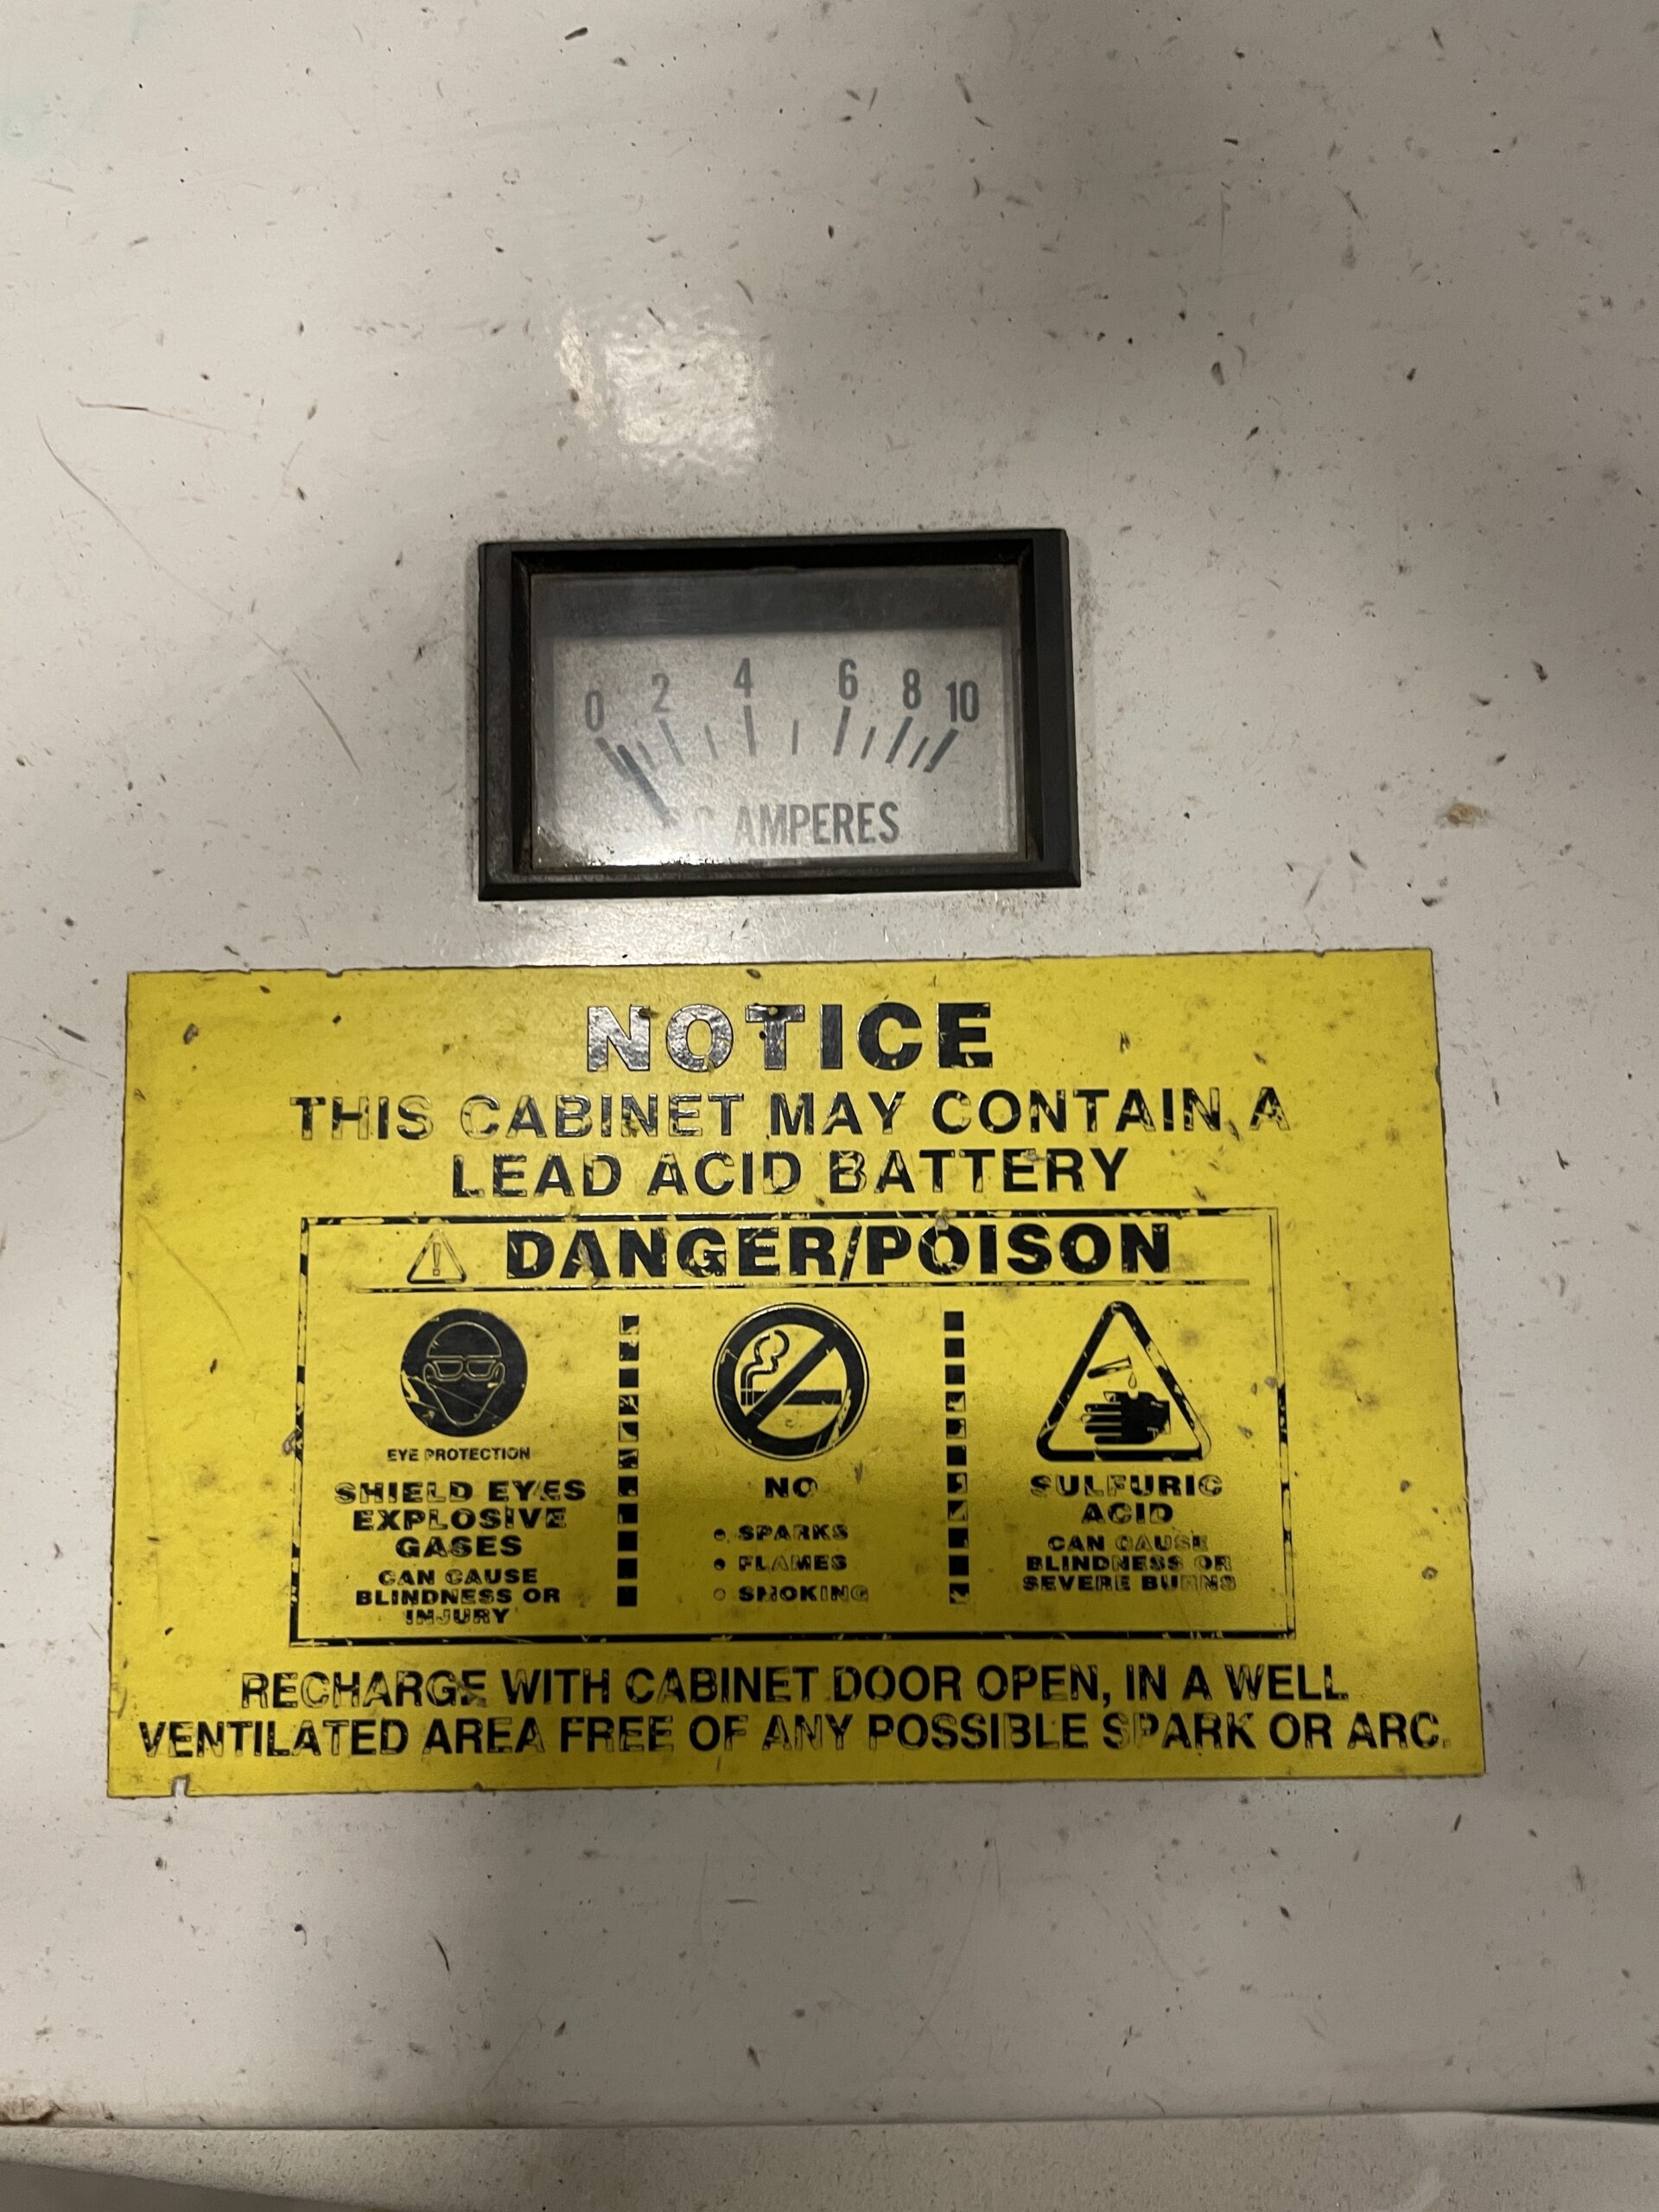 0 2 4 6 8 10
DC AMPERES
NOTICE
THIS CABINET MAY CONTAIN A
LEAD ACID BATTERY
DANGER/POISON
EYE PROTECTION
SHIELD EYES
EXPLOSIVE
GASES
CAN CAUSE
BLINDNESS OR
INJURY
NO
• SPARKS
• FLAMES
• SMOKING
SULFURIC
ACID
CAN CAUSE
BLINDNESS OR
SEVERE BURNS
RECHARGE WITH CABINET DOOR OPEN, IN A WELL
VENTILATED AREA FREE OF ANY POSSIBLE SPARK OR ARC.